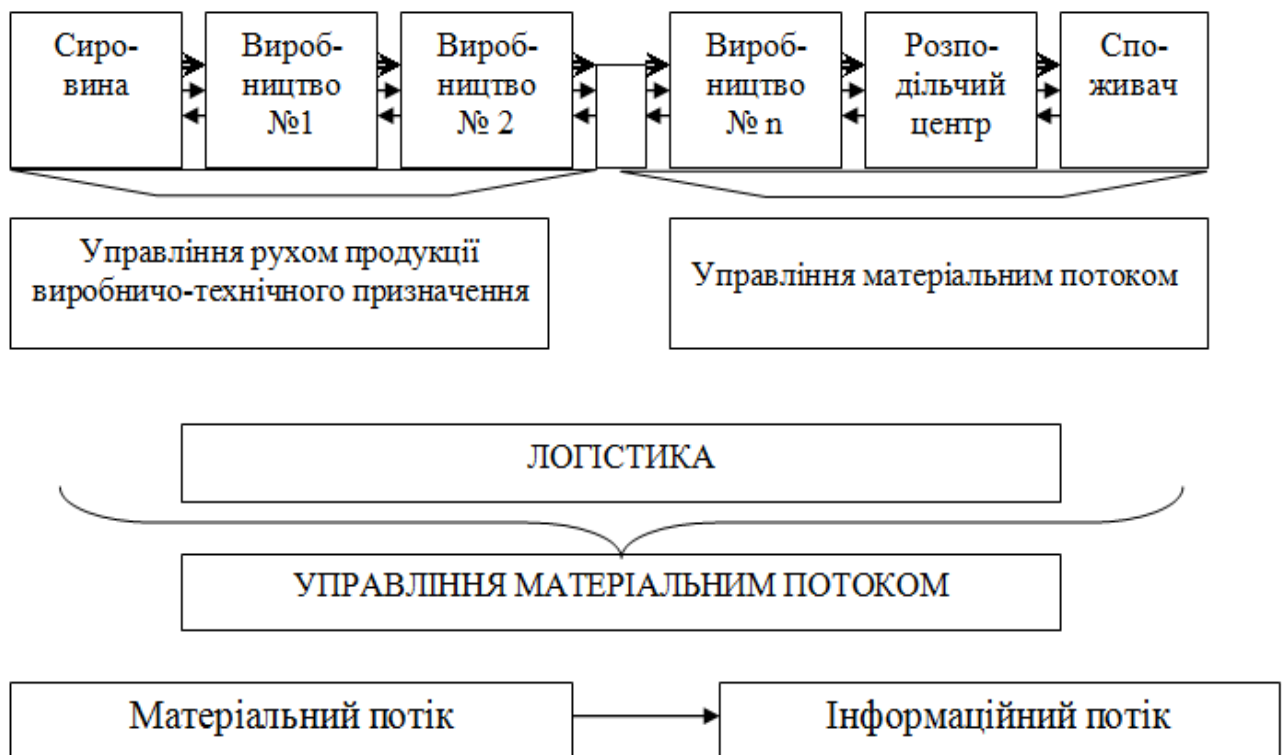 Сиро-
вина
Вироб-
ництво
№1
Вироб-
ництво
№ 2
Вироб-
ництво
№ n
Розпо-
дільчий
центр
Спо-
живач
Управління рухом продукції
виробничо-технічного призначення
Управління матеріальним потоком
ЛОГІСТИКА
УПРАВЛІННЯ МАТЕРІАЛЬНИМ ПОТОКОМ
Матеріальний потік
Інформаційний потік